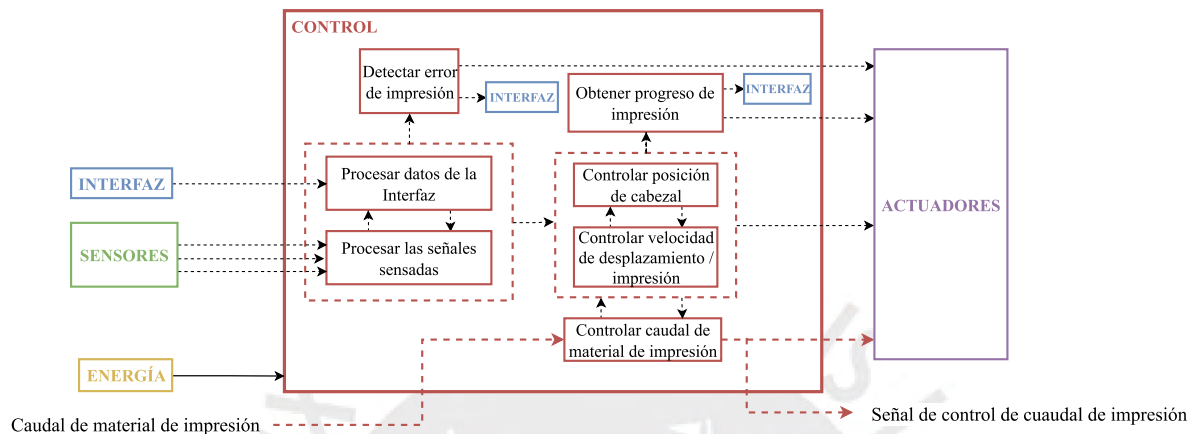 CONTROL
Detectar error
de impresión
INTERFAZ
Obtener progreso de
impresión
INTERFAZ
INTERFAZ
SENSORES
ENERGÍA
Procesar datos de la
Interfaz
Procesar las señales
sensadas
Controlar posición
de cabezal
Controlar velocidad
de desplazamiento /
impresión
Controlar caudal de
material de impresión
ACTUADORES
Caudal de material de impresión
Señal de control de cuaudal de impresión